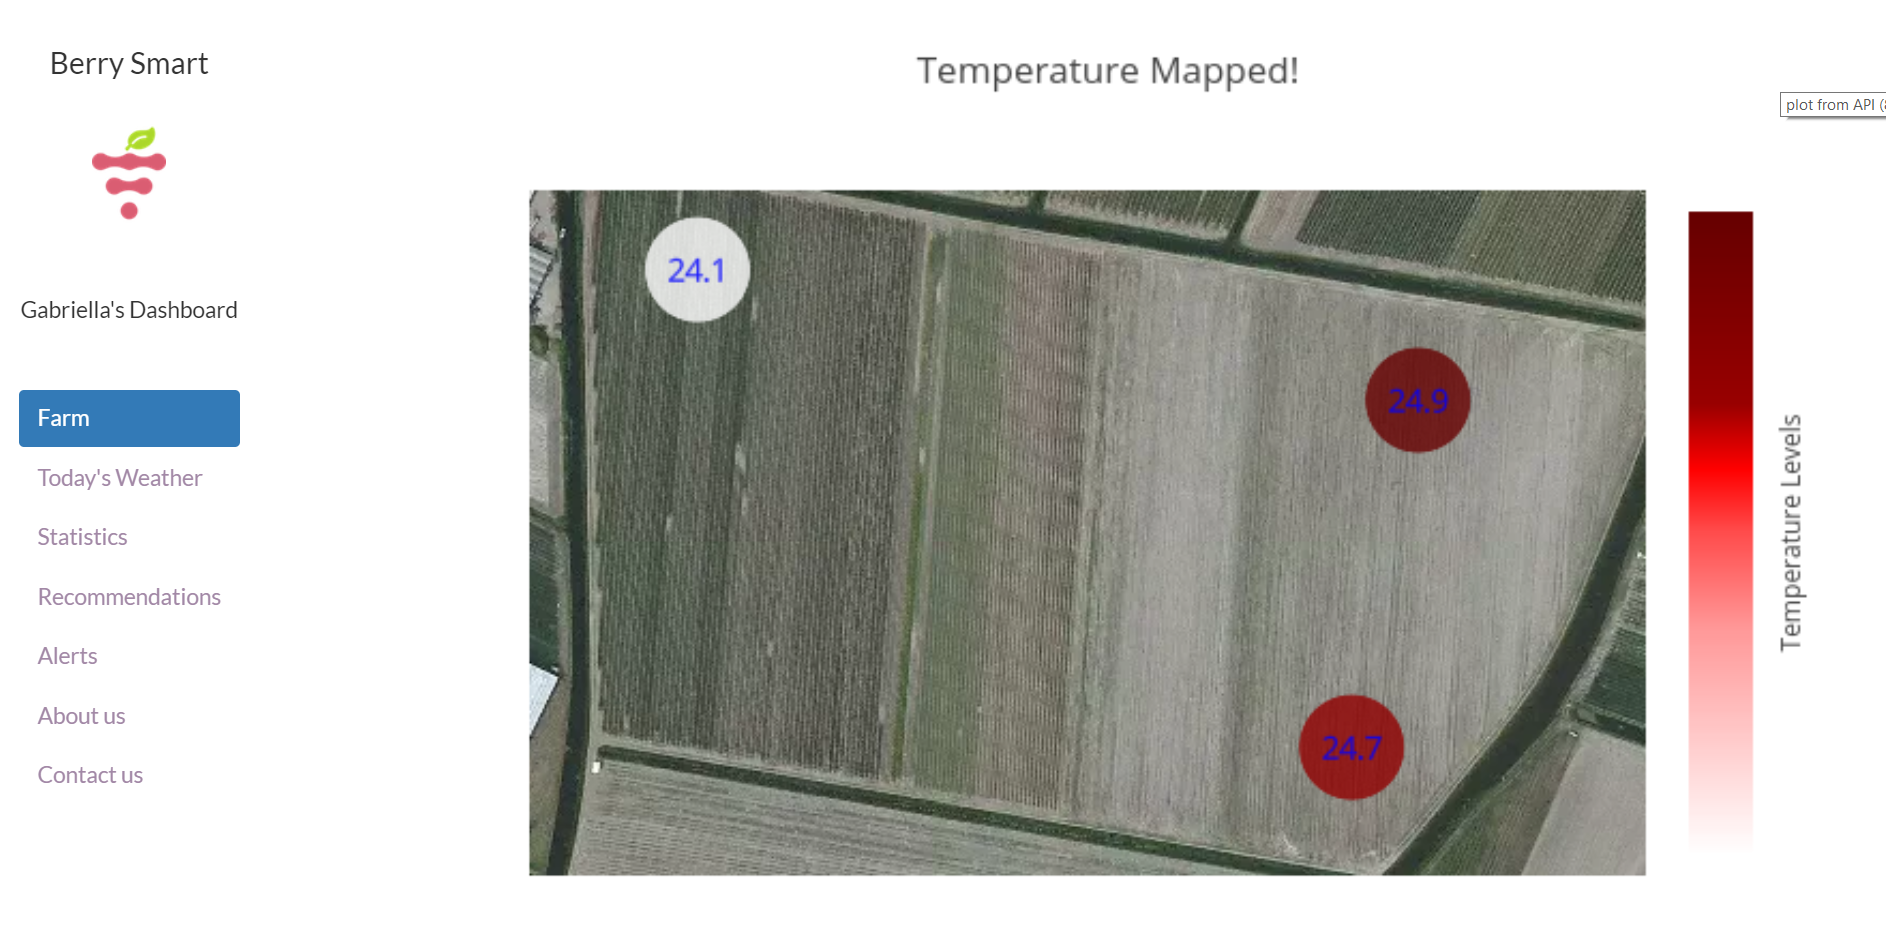 Berry Smart
Temperature Mapped!
plot from API (
24.1
Gabriella's Dashboard
24.9
Farm
Temperature Levels
Today's Weather
Statistics
Recommendations
Alerts
About us
24.7
Contact us